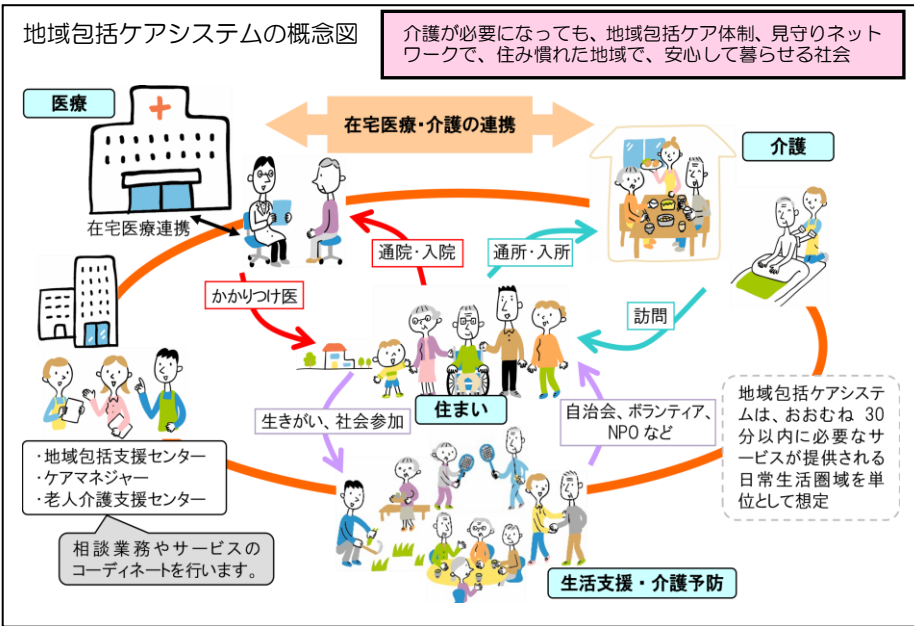 地域包括ケアシステムの概念図
介護が必要になっても、地域包括ケア体制、見守りネット
ワークで、住み慣れた地域で、安心して暮らせる社会
医療
在宅医療・介護の連携
介護
在宅医療連携
通院・入院
通所・入所
かかりつけ医
訪問
住まい
生きがい、社会参加
自治会、ボランティア、
NPO など
・地域包括支援センター
・ケアマネジャー
・老人介護支援センター
相談業務やサービスの
コーディネートを行います。
地域包括ケアシステ
ムは、おおむね 30
分以内に必要なサ
ービスが提供される
日常生活圏域を単
位として想定
生活支援・介護予防